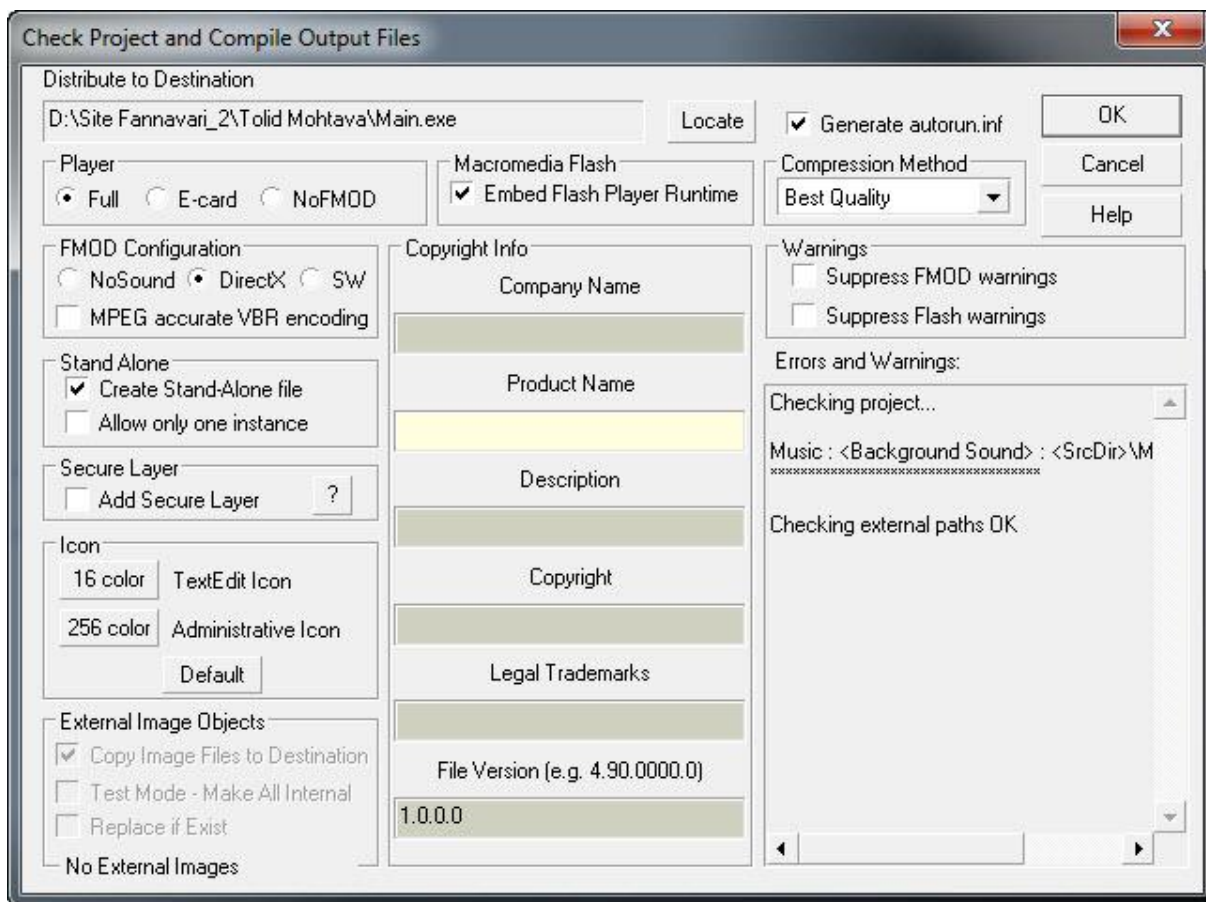 Check Project and Compile Output Files
Distribute to Destination
D:\Site Fannavari_2\Tolid Mohtava\Main.exe
Locate
Generate autorun.inf
OK
Player
Full E-card NoFMOD
Macromedia Flash
Embed Flash Player Runtime
Compression Method
Best Quality
Cancel
Help
FMOD Configuration
NoSound DirectX SW
MPEG accurate VBR encoding
Stand Alone
Create Stand-Alone file
Allow only one instance
Secure Layer
Add Secure Layer ?
Icon
16 color TextEdit Icon
256 color Administrative Icon
Default
External Image Objects
Copy Image Files to Destination
Test Mode - Make All Internal
Replace if Exist
No External Images
Copyright Info
Company Name
Product Name
Description
Copyright
Legal Trademarks
File Version (e.g. 4.90.0000.0)
1.0.0.0
Warnings
Suppress FMOD warnings
Suppress Flash warnings
Errors and Warnings:
Checking project...
Music : <Background Sound> : <SrcDir>\M
Checking external paths OK